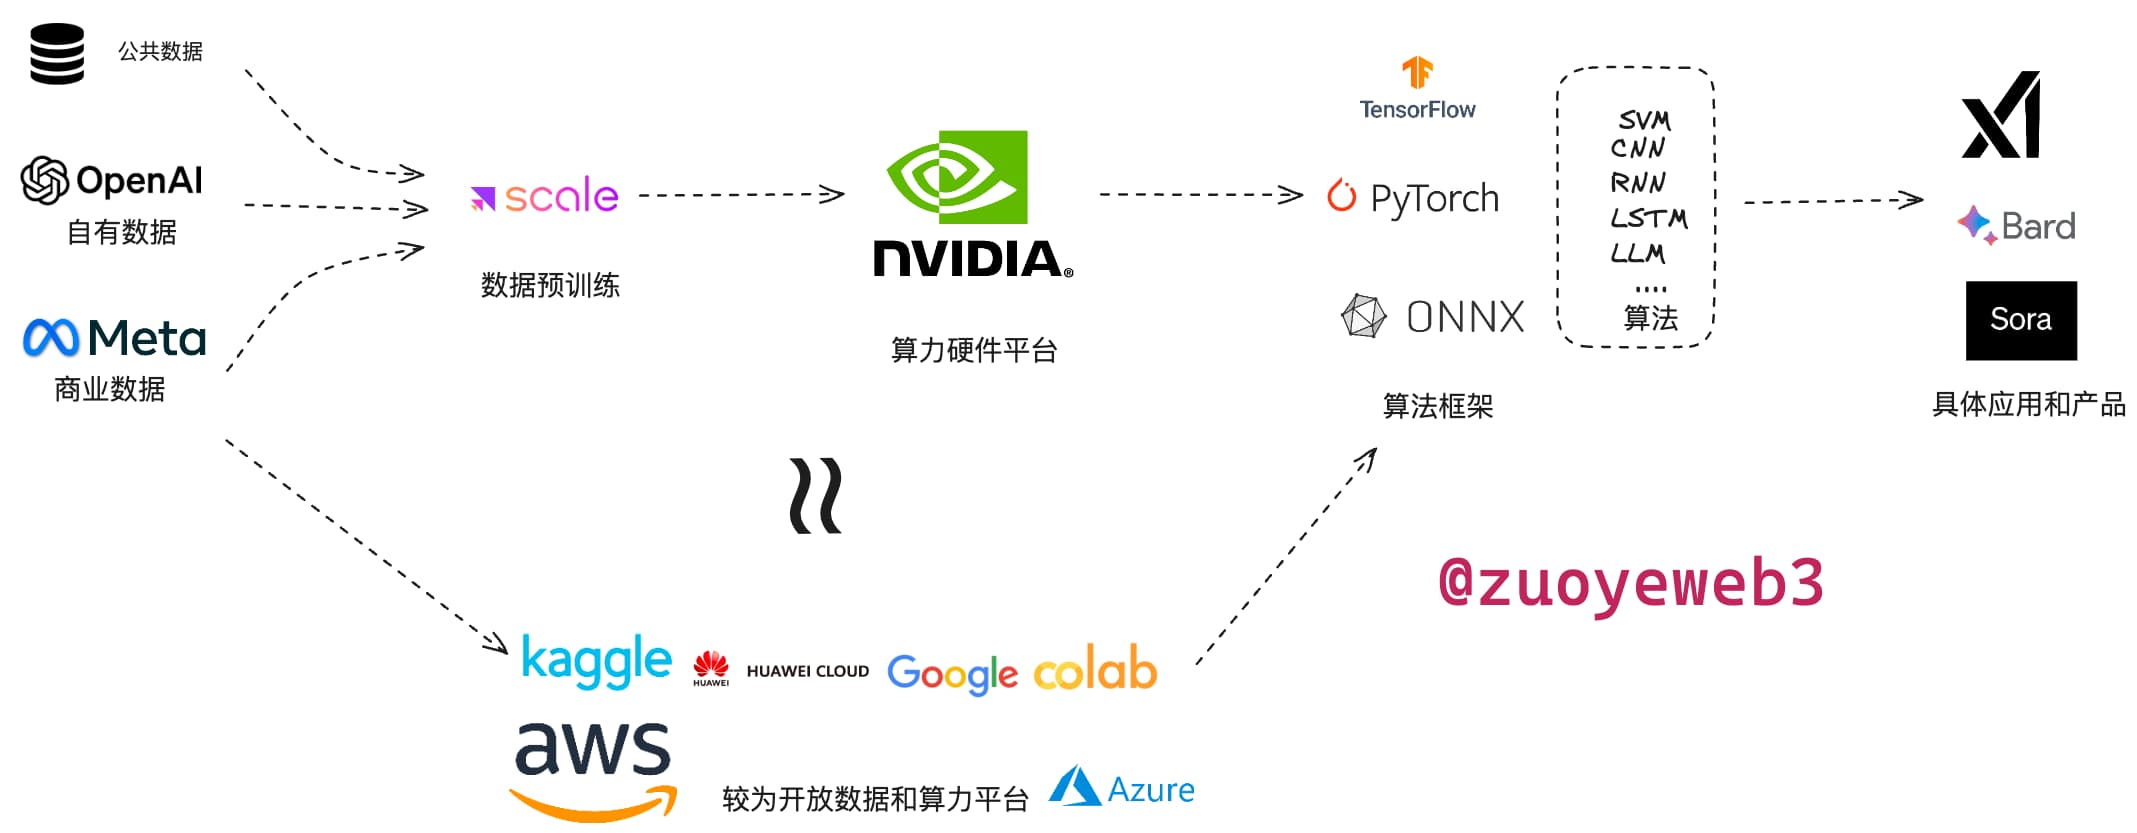 公共数据
OpenAI
自有数据
Meta
商业数据
scale
数据预训练
NVIDIA®
算力硬件平台
TensorFlow
PyTorch
ONNX
算法框架
SVM
CNN
RNN
LSTM
LLM
....
算法
xAI
Bard
Sora
具体应用和产品
≈
@zuoyeweb3
kaggle
HUAWEI
HUAWEI CLOUD
Google
colab
aws
较为开放数据和算力平台
Azure